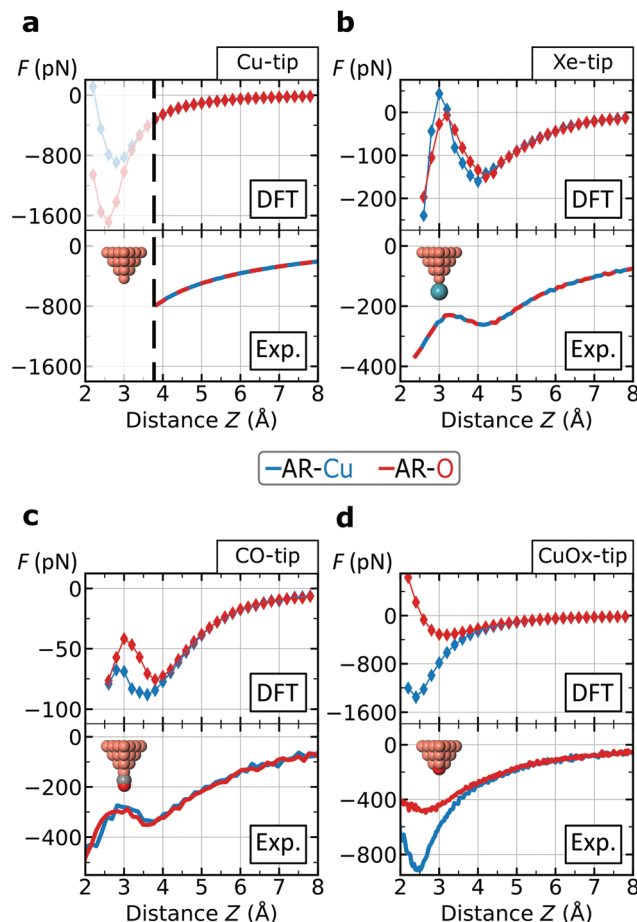 a
F (pN)
Cu-tip
0
−800
−1600
DFT
0
−800
−1600
Exp.
2 3 4 5 6 7 8
Distance Z (Å)
b
F (pN)
Xe-tip
0
−100
−200
DFT
0
−200
−400
Exp.
2 3 4 5 6 7 8
Distance Z (Å)
AR-Cu AR-O
c
F (pN)
CO-tip
0
−50
−100
DFT
0
−200
−400
Exp.
2 3 4 5 6 7 8
Distance Z (Å)
d
F (pN)
CuOx-tip
0
−800
−1600
DFT
0
−400
−800
Exp.
2 3 4 5 6 7 8
Distance Z (Å)